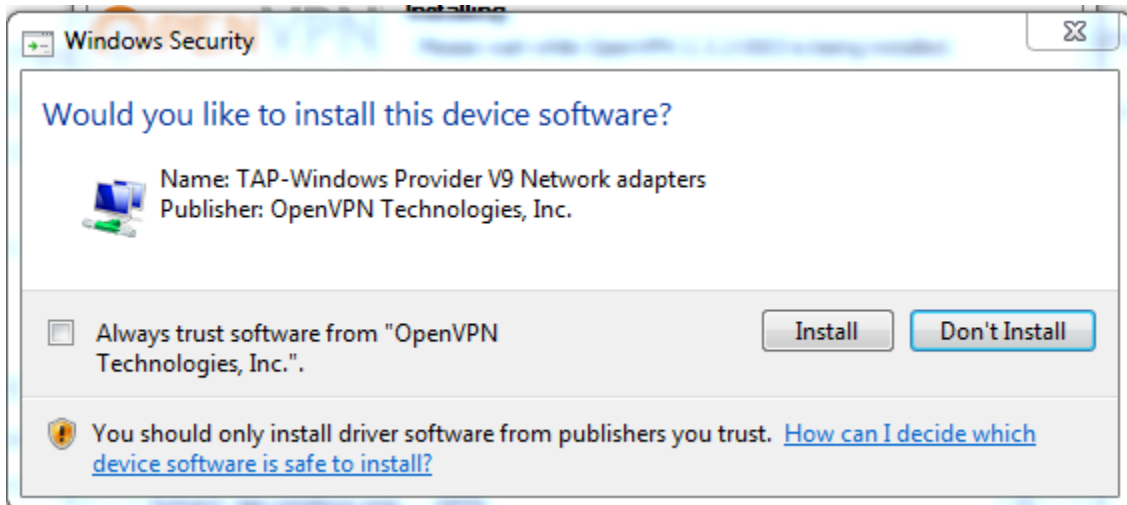 OPENVPN
Installing
Windows Security
Would you like to install this device software?
Name: TAP-Windows Provider V9 Network adapters
Publisher: OpenVPN Technologies, Inc.
Always trust software from "OpenVPN
Technologies, Inc.".
Install
Don't Install
You should only install driver software from publishers you trust. How can I decide which
device software is safe to install?